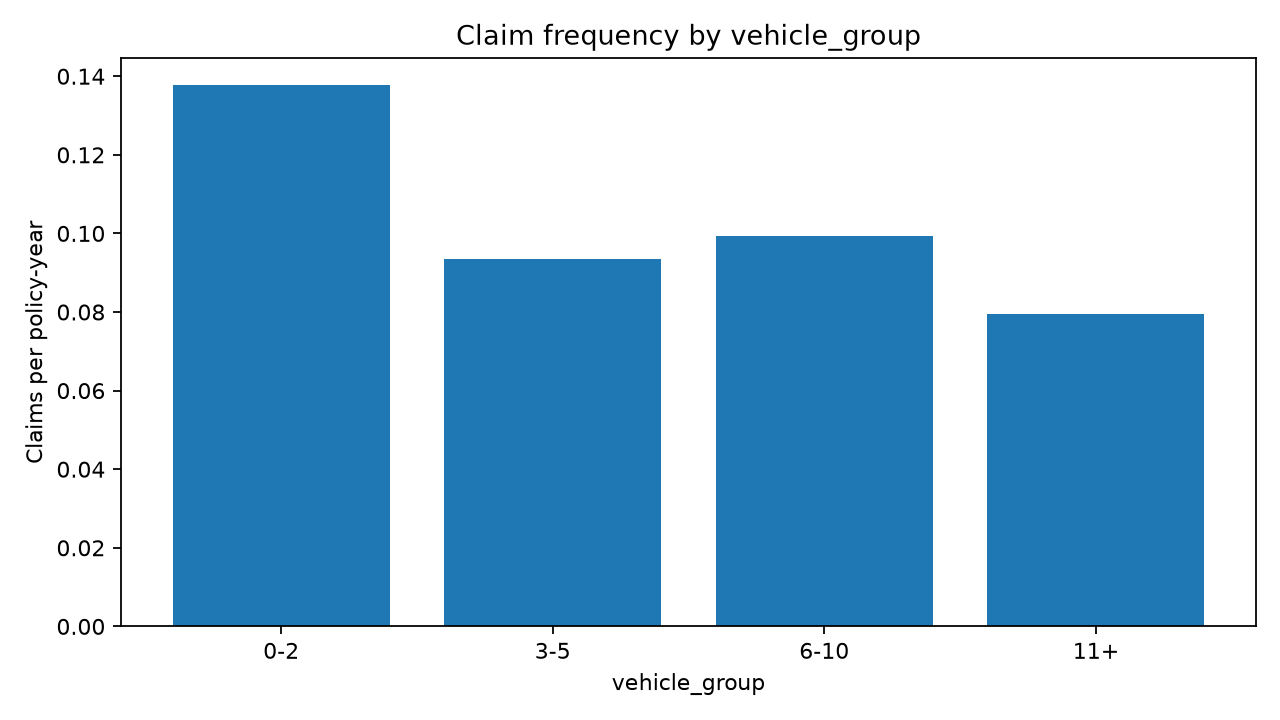 Claim frequency by vehicle_group
Claims per policy-year
0.14
0.12
0.10
0.08
0.06
0.04
0.02
0.00
0-2 3-5 6-10 11+
vehicle_group